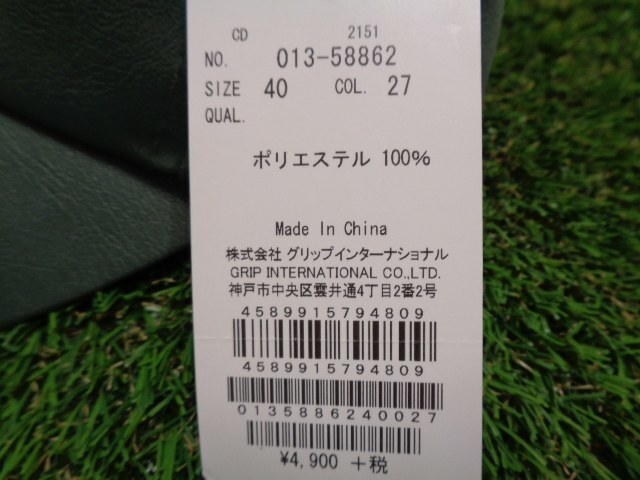 CD 2151
NO. 013-58862
SIZE 40 COL. 27
QUAL.
ポリエステル 100%
Made In China
株式会社 グリップインターナショナル
GRIP INTERNATIONAL CO.,LTD.
神戸市中央区雲井通4丁目2番2号
4589915794809
4589915794809
0135886240027
¥4,900 +税